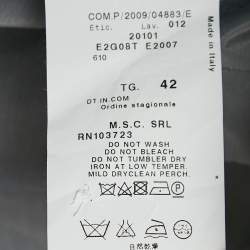 COM.P/2009/04883/E
Etic. Lav. 012
20101
E2G08T E2007
610
Made in Italy
TG. 42
DT IN.COM
Ordine stagionale
M.S.C. SRL
RN103723
DO NOT WASH
DO NOT BLEACH
DO NOT TUMBLER DRY
IRON AT LOW TEMPER.
MILD DRYCLEAN PERCH.
P
自然乾燥